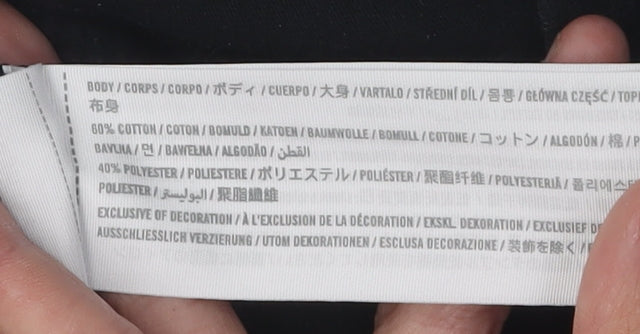 BODY / CORPS / CORPO / ボディ / CUERPO / 大身 / VARTALO / STŘEDNÍ DÍL / 몸통 / GŁÓWNA CZĘŚĆ / TOP
布身
60% COTTON / COTON / BOMULD / KATOEN / BAUMWOLLE / BOMULL / COTONE / コットン / ALGODÓN / 棉 / P
BAVLNA / 면 / BAWEŁNA / ALGODÃO / القطن
40% POLYESTER / POLIESTERE / ポリエステル / POLIÉSTER / 聚酯纤维 / POLYESTERIÄ / 폴리에스테
POLIESTER / البوليستر / 聚脂纖維
EXCLUSIVE OF DECORATION / À L'EXCLUSION DE LA DÉCORATION / EKSKL. DEKORATION / EXCLUSIEF DE
AUSSCHLIESSLICH VERZIERUNG / UTOM DEKORATIONEN / ESCLUSA DECORAZIONE / 装飾を除く /